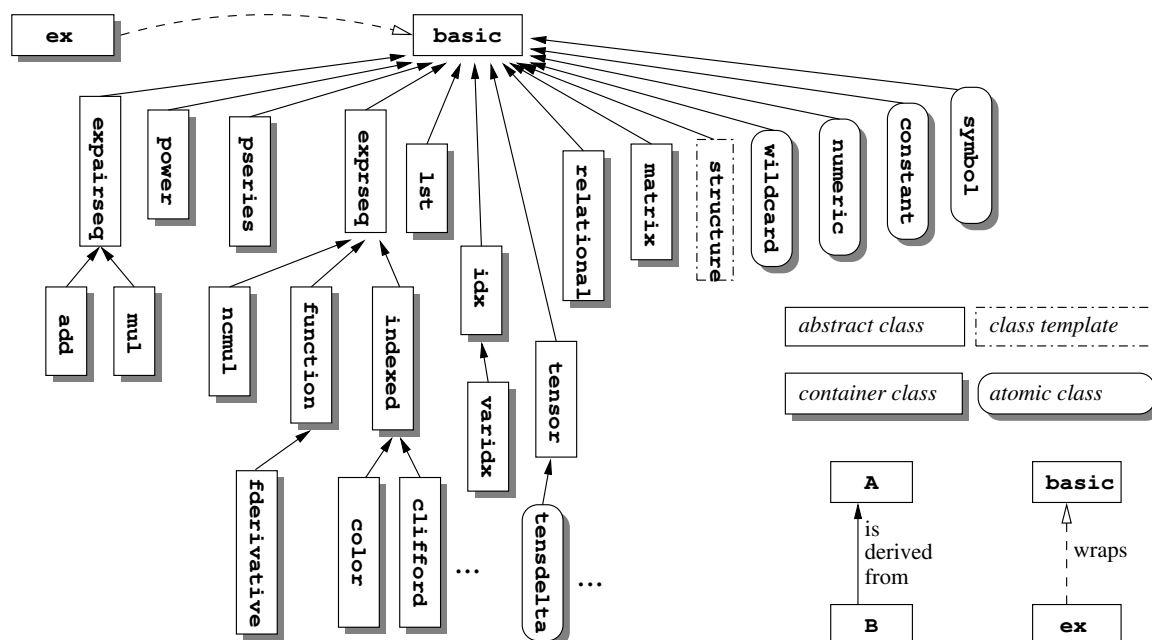 ex
basic
expairseq
power
pseries
exprseq
lst
idx
tensor
relational
matrix
structure
wildcard
numeric
constant
symbol
add
mul
ncmul
function
indexed
varidx
fderivative
color
clifford
...
tensdelta
...
abstract class
class template
container class
atomic class
A
is
derived
from
B
basic
wraps
ex